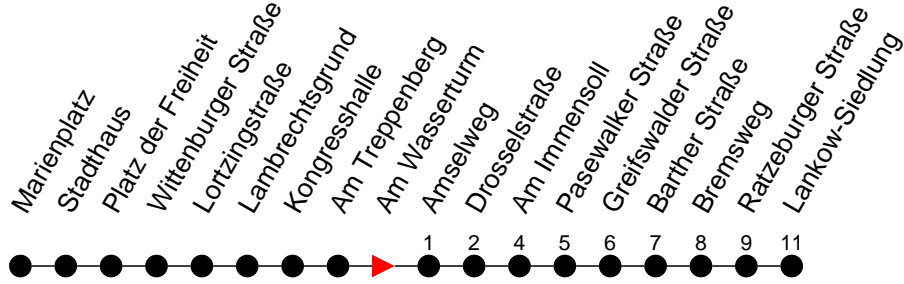 Marienplatz
Stadthaus
Platz der Freiheit
Wittenburger Straße
Lortzingstraße
Lambrechtsgrund
Kongresshalle
Am Treppenberg
Am Wasserturm
Amselweg
Drosselstraße
Am Immensoll
Pasewalker Straße
Greifswalder Straße
Barther Straße
Bremsweg
Ratzeburger Straße
Lankow-Siedlung
1 2 4 5 6 7 8 9 11